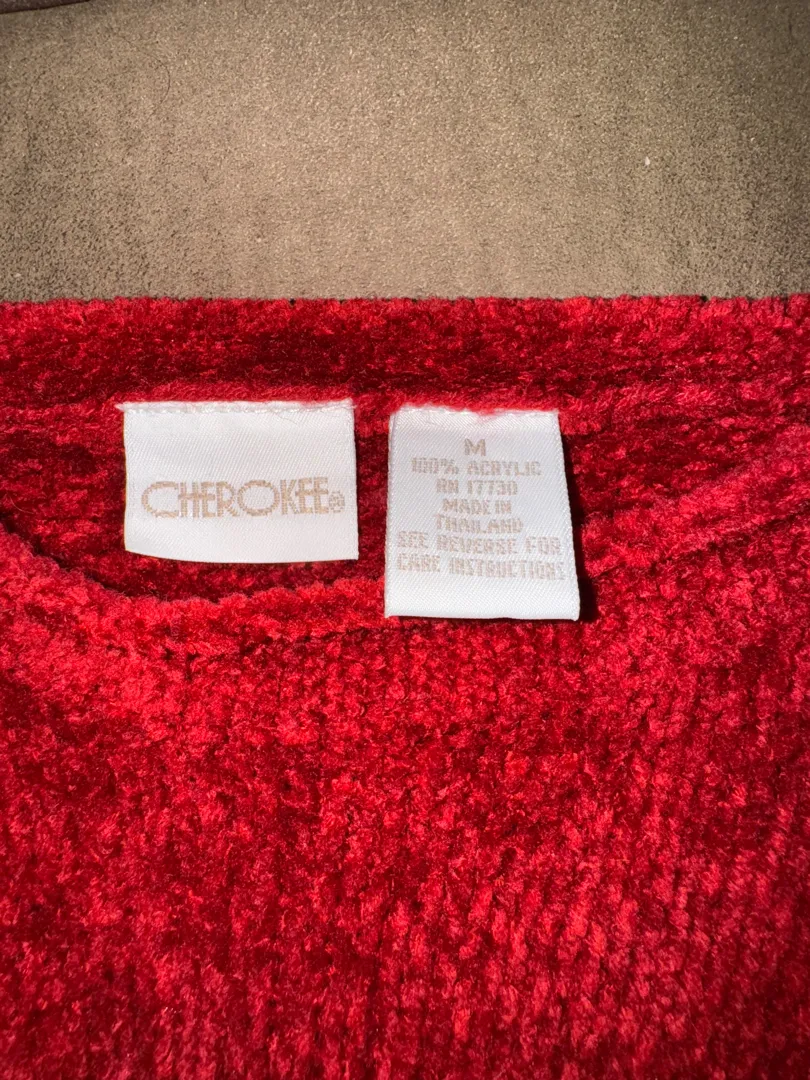 CHEROKEE®
M
100% ACRYLIC
RN 17730
MADE IN
THAILAND
SEE REVERSE FOR
CARE INSTRUCTIONS